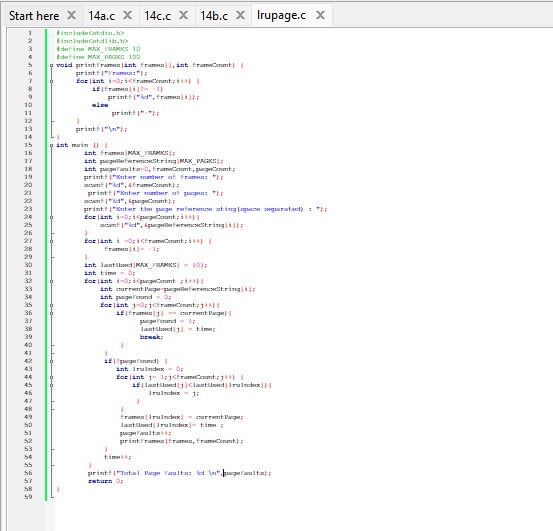 Start here
14a.c
14c.c
14b.c
lrupage.c
1 #include<stdio.h>
2 #include<stdlib.h>
3 #define MAX_FRAMES 10
4 #define MAX_PAGES 100
5 void printFrames(int frames[],int frameCount) {
6 printf("Frames:");
7 for(int i=0;i<frameCount;i++) {
8 if(frames[i]!= -1)
9 printf("%d",frames[i]);
10 else
11 printf("-");
12 }
13 printf("\n");
14 }
15 int main () {
16 int frames[MAX_FRAMES];
17 int pageReferenceString[MAX_PAGES];
18 int pageFaults=0,frameCount,pageCount;
19 printf("Enter number of frames: ");
20 scanf("%d",&frameCount);
21 printf("Enter number of pages: ");
22 scanf("%d",&pageCount);
23 printf("Enter the page reference sting(space separated) : ");
24 for(int i=0;i<pageCount;i++){
25 scanf("%d",&pageReferenceString[i]);
26 }
27 for(int i =0;i<frameCount;i++) {
28 frames[i]= -1;
29 }
30 int lastUsed[MAX_FRAMES] = {0};
31 int time = 0;
32 for(int i=0;i<pageCount ;i++){
33 int currentPage=pageReferenceString[i];
34 int pageFound = 0;
35 for(int j=0;j<frameCount;j++){
36 if(frames[j] == currentPage){
37 pageFound = 1;
38 lastUsed[j] = time;
39 break;
40 }
41 }
42 if(!pageFound) {
43 int lruIndex = 0;
44 for(int j= 1;j<frameCount;j++) {
45 if(lastUsed[j]<lastUsed[lruIndex]){
46 lruIndex = j;
47 }
48 }
49 frames[lruIndex] = currentPage;
50 lastUsed[lruIndex]= time ;
51 pageFaults++;
52 printFrames(frames,frameCount);
53 }
54 time++;
55 }
56 printf("Total Page Faults: %d \n",pageFaults);
57 return 0;
58 }
59